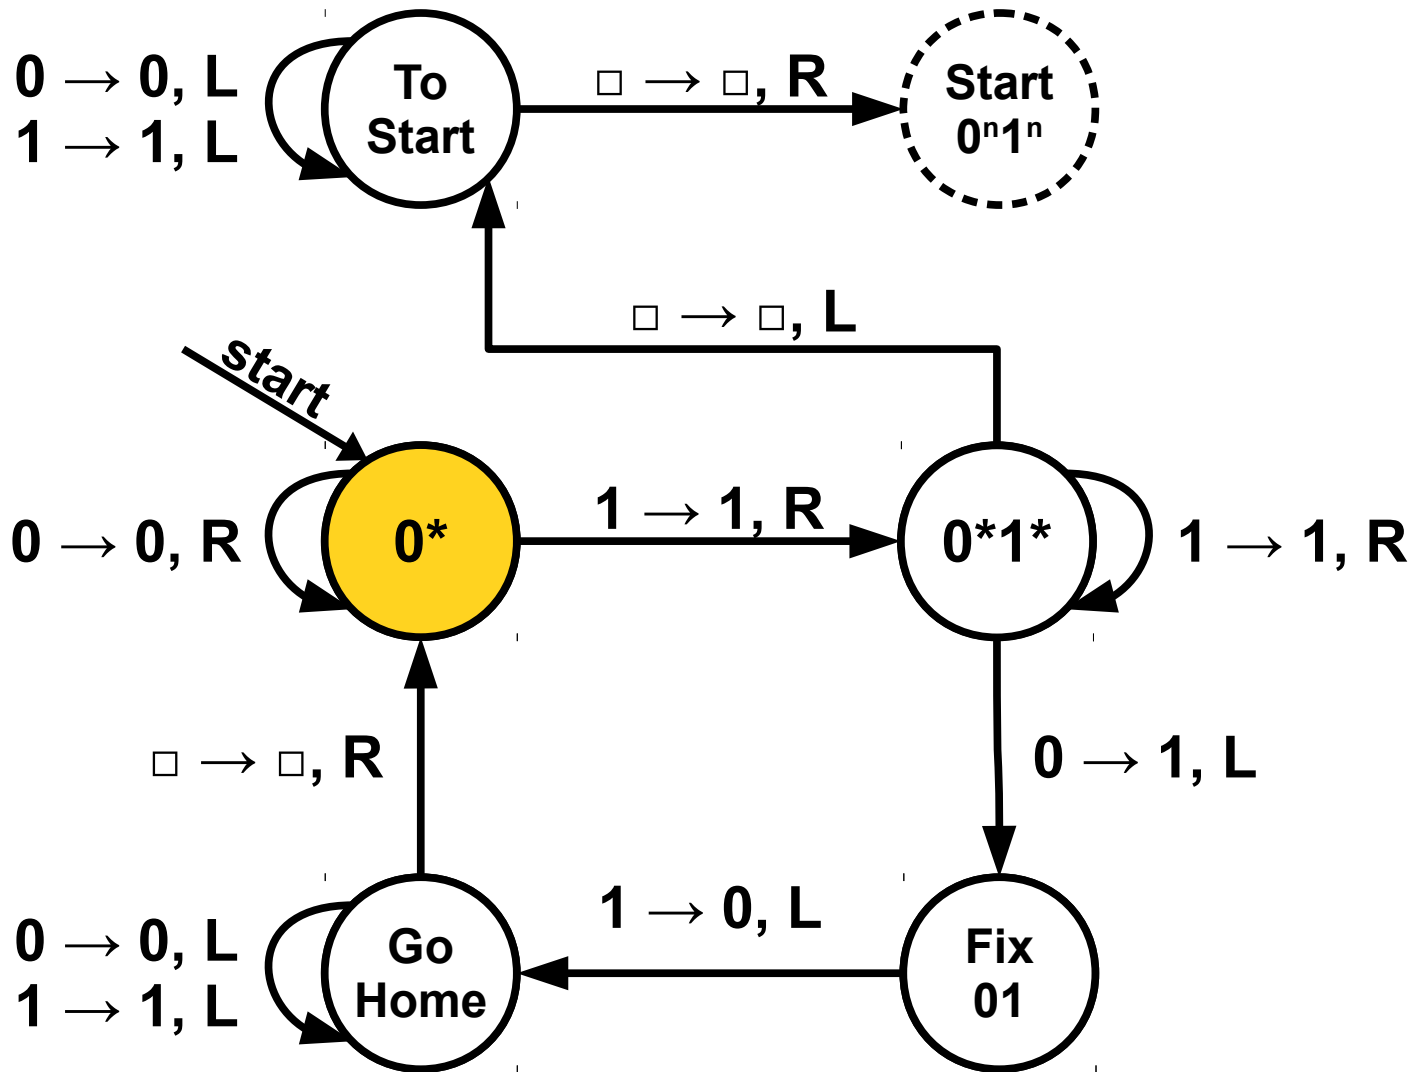 0 → 0, L
1 → 1, L
To
Start
□ → □, R
Start
0ⁿ1ⁿ
□ → □, L
start
0 → 0, R
0*
1 → 1, R
0*1*
1 → 1, R
□ → □, R
0 → 1, L
0 → 0, L
1 → 1, L
Go
Home
1 → 0, L
Fix
01